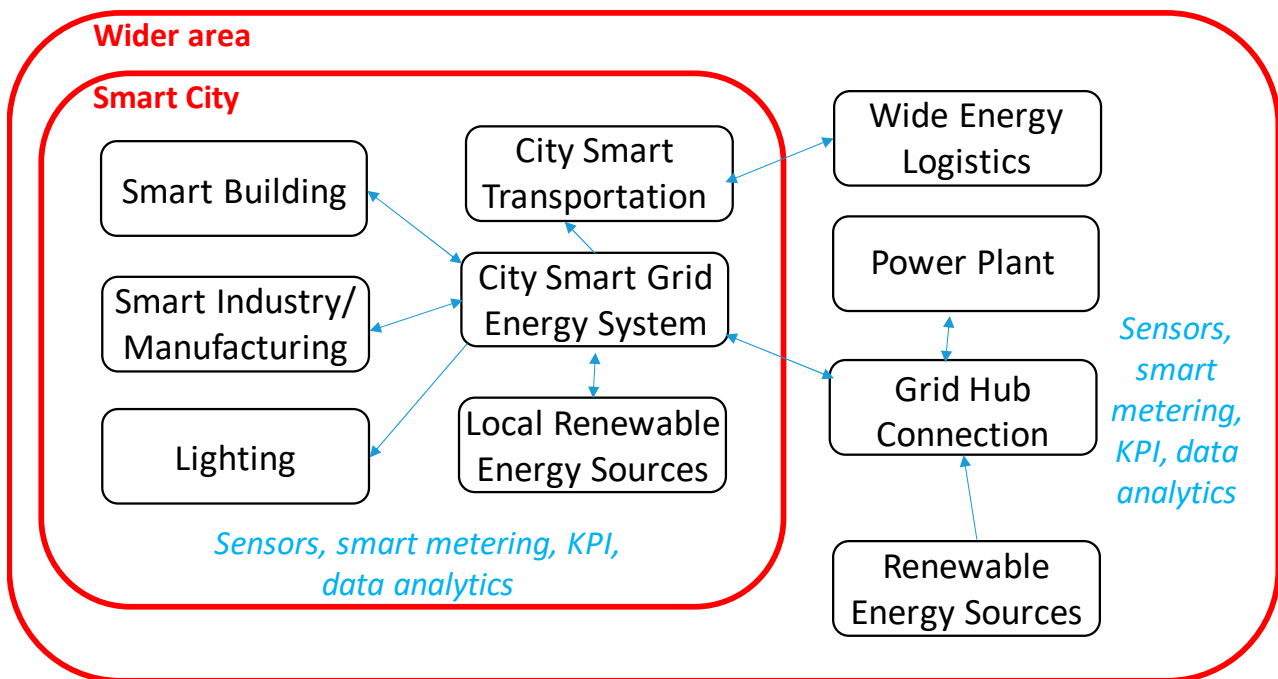 Wider area
Smart City
Smart Building
Smart Industry/
Manufacturing
Lighting
City Smart
Transportation
City Smart Grid
Energy System
Local Renewable
Energy Sources
Sensors, smart metering, KPI,
data analytics
Wide Energy
Logistics
Power Plant
Grid Hub
Connection
Renewable
Energy Sources
Sensors,
smart
metering,
KPI, data
analytics